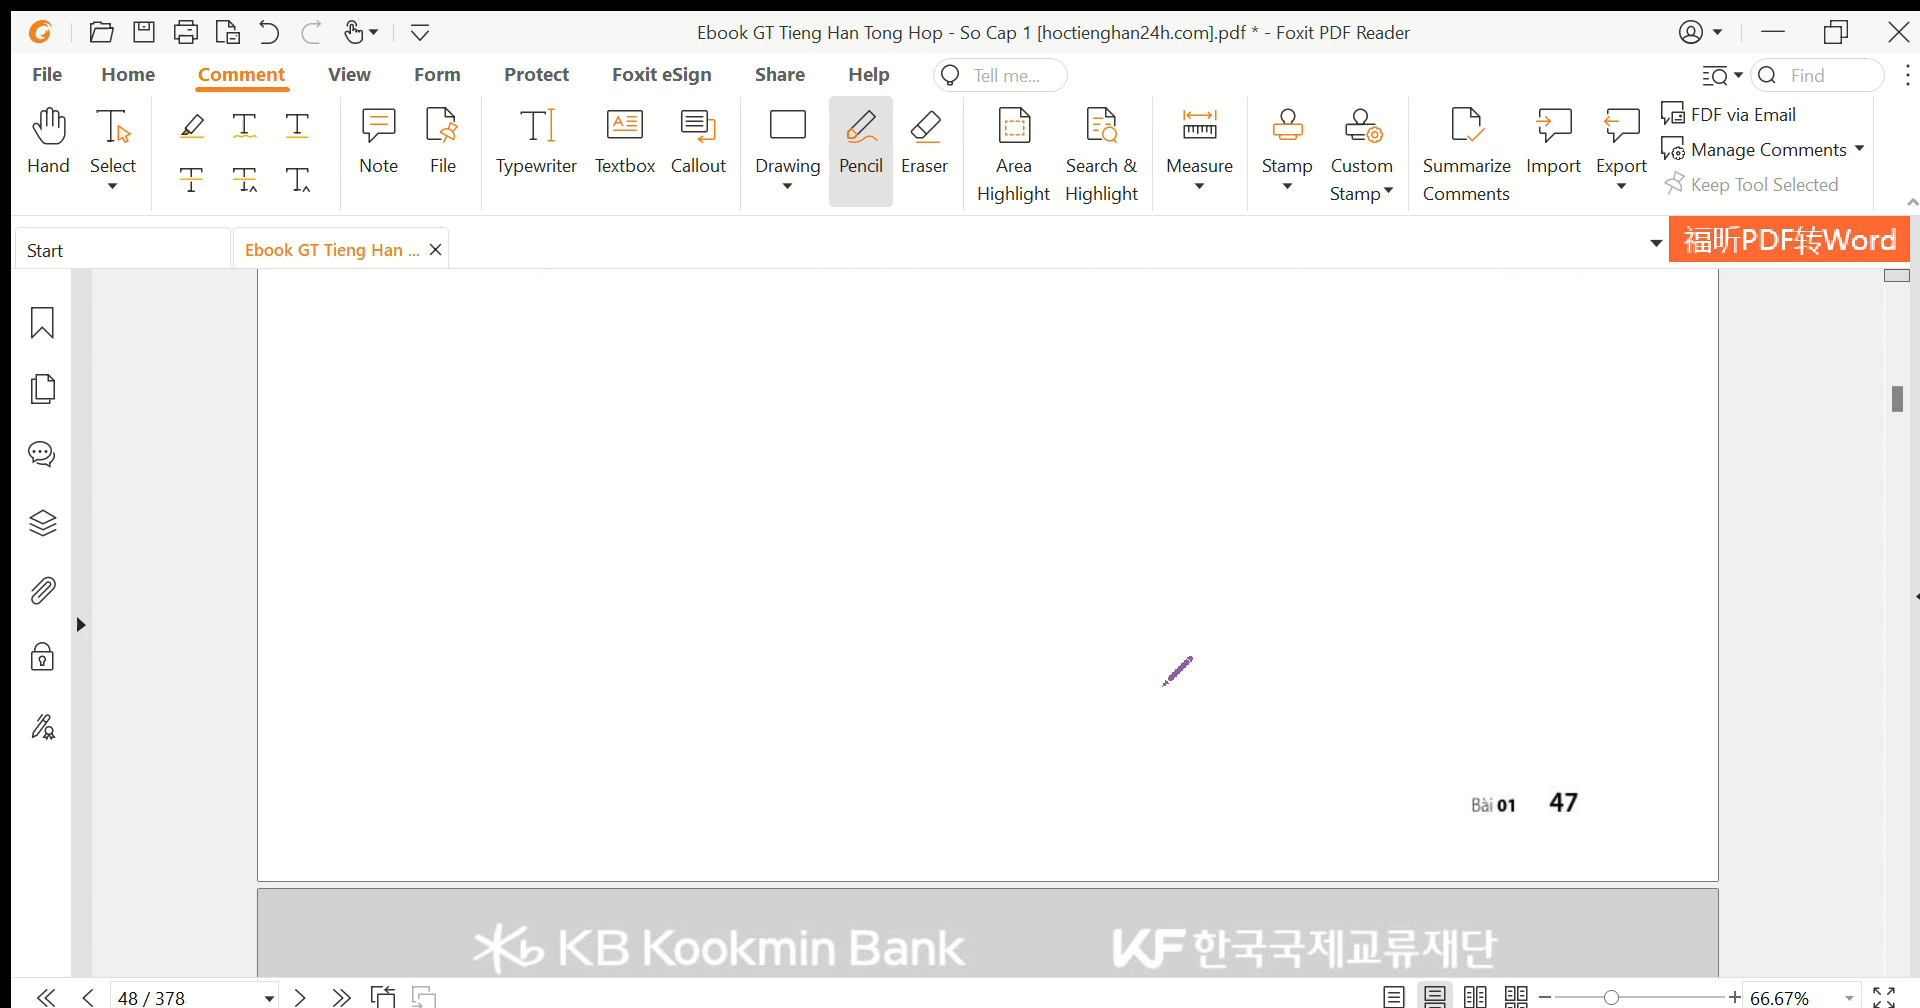 Ebook GT Tieng Han Tong Hop - So Cap 1 [hoctienghan24h.com].pdf * - Foxit PDF Reader
File Home Comment View Form Protect Foxit eSign Share Help Tell me... Find
Hand Select Note File Typewriter Textbox Callout Drawing Pencil Eraser Area Highlight Search & Highlight Measure Stamp Custom Stamp Summarize Comments Import Export
FDF via Email
Manage Comments
Keep Tool Selected
Start Ebook GT Tieng Han ... 福昕PDF转Word
Bài 01 47
KB Kookmin Bank KF 한국국제교류재단
48 / 378 66.67%